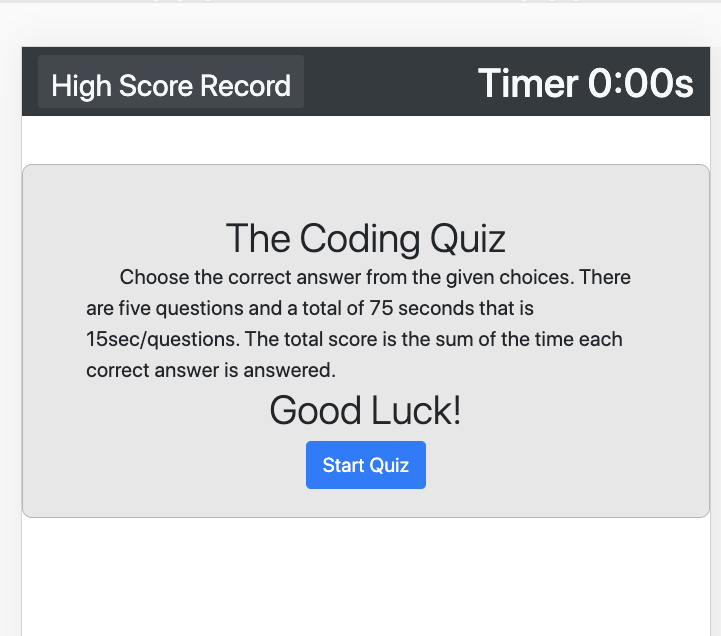 High Score Record
Timer 0:00s
The Coding Quiz
Choose the correct answer from the given choices. There
are five questions and a total of 75 seconds that is
15sec/questions. The total score is the sum of the time each
correct answer is answered.
Good Luck!
Start Quiz